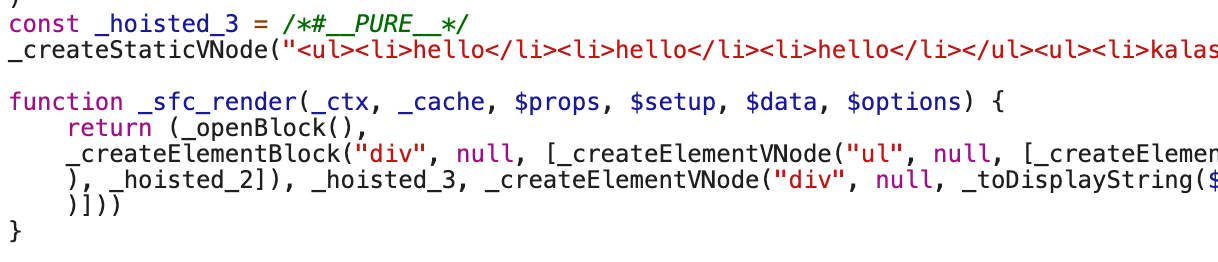 )
const _hoisted_3 = /*#__PURE__*/
_createStaticVNode("<ul><li>hello</li><li>hello</li><li>hello</li></ul><ul><li>kalas
function _sfc_render(_ctx, _cache, $props, $setup, $data, $options) {
return (_openBlock(),
_createElementBlock("div", null, [_createElementVNode("ul", null, [_createElemen
), _hoisted_2]), _hoisted_3, _createElementVNode("div", null, _toDisplayString($
)]))
}